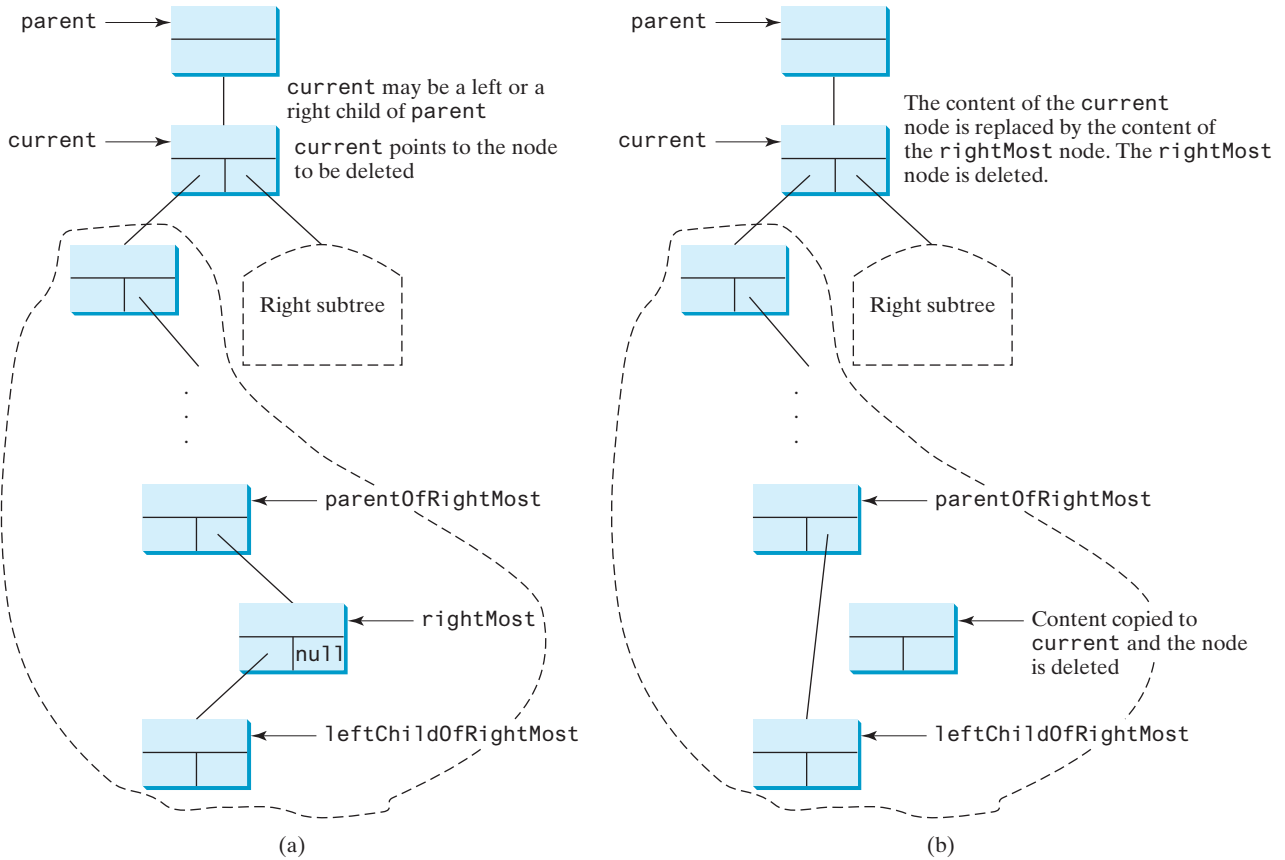 parent
current may be a left or a
right child of parent
current
current points to the node
to be deleted
Right subtree
.
.
.
parentOfRightMost
rightMost
null
leftChildOfRightMost
(a)
parent
The content of the current
node is replaced by the content of
the rightMost node. The rightMost
node is deleted.
current
Right subtree
.
.
.
parentOfRightMost
Content copied to
current and the node
is deleted
leftChildOfRightMost
(b)